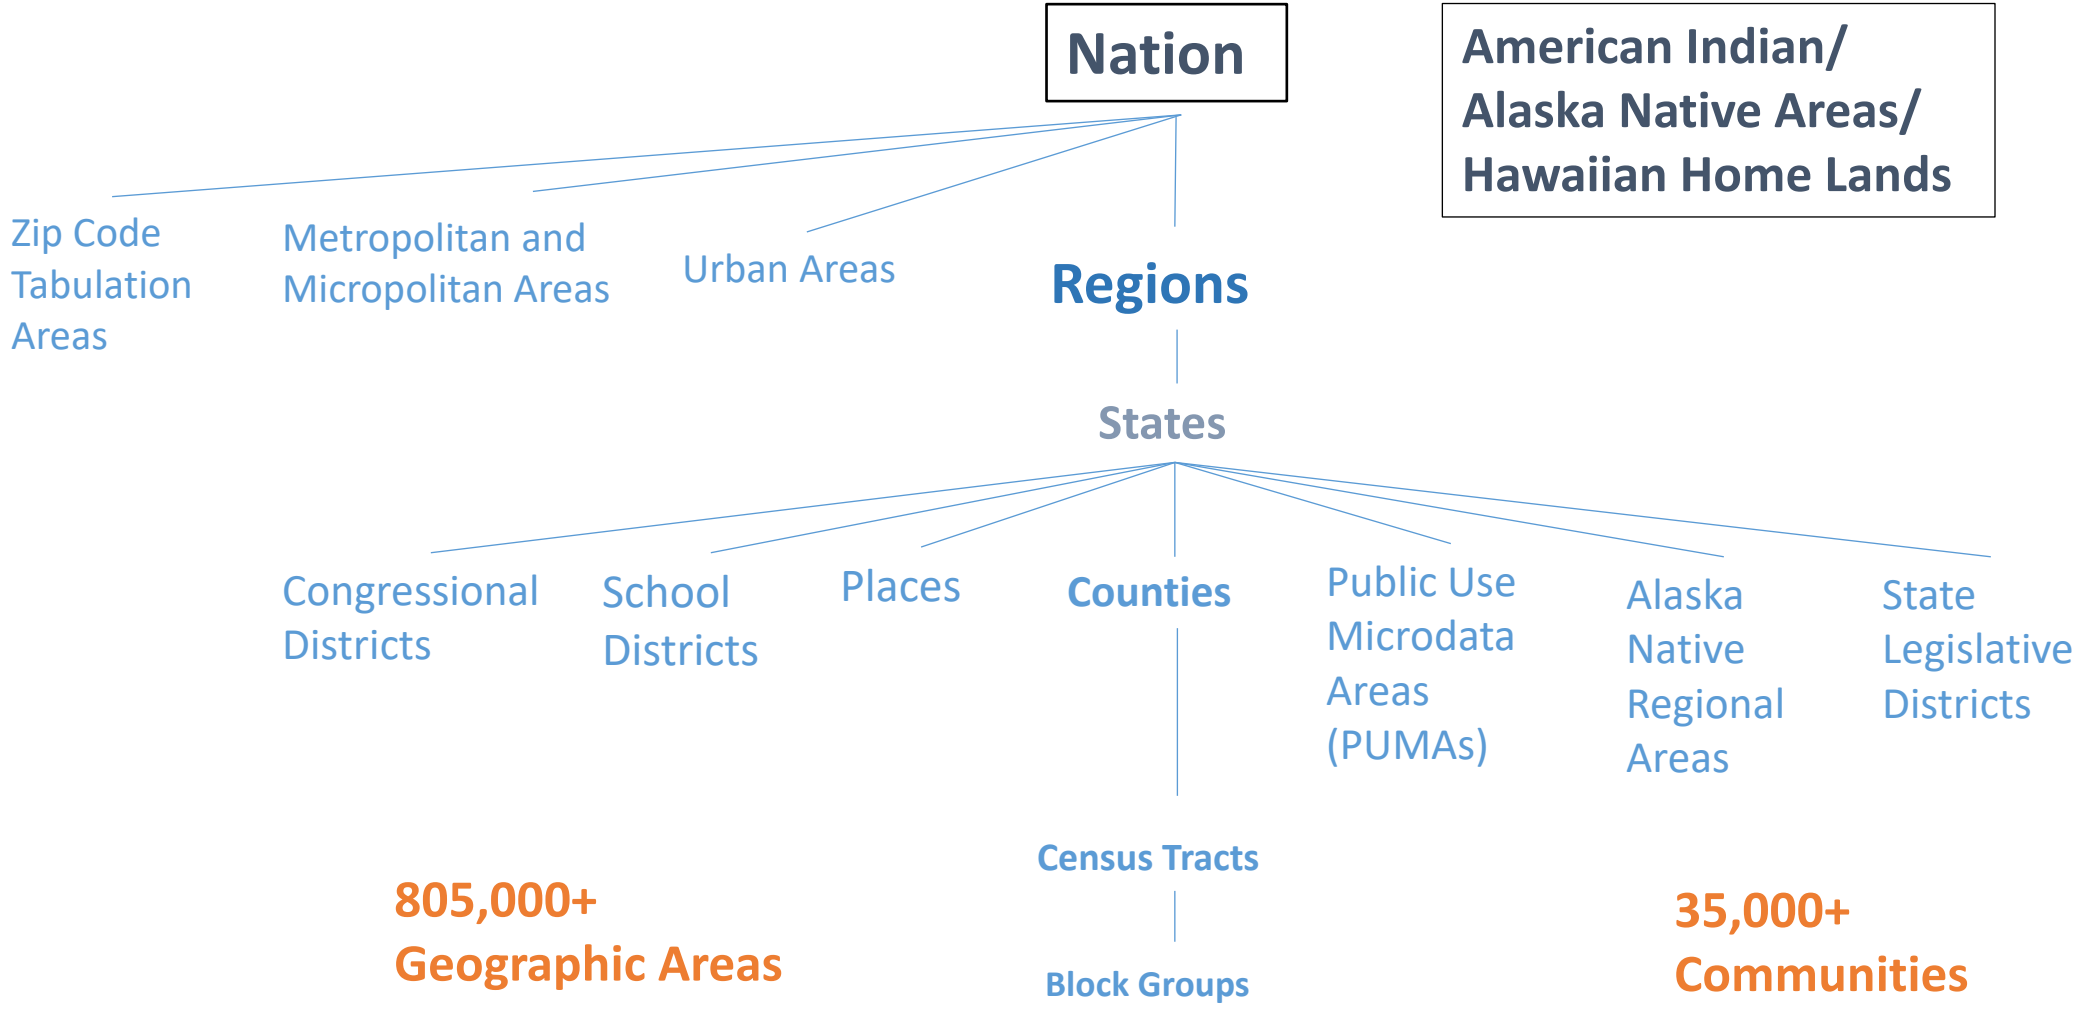 Nation
American Indian/
Alaska Native Areas/
Hawaiian Home Lands
Zip Code
Tabulation
Areas
Metropolitan and
Micropolitan Areas
Urban Areas
Regions
States
Congressional
Districts
School
Districts
Places
Counties
Public Use
Microdata
Areas
(PUMAs)
Alaska
Native
Regional
Areas
State
Legislative
Districts
Census Tracts
805,000+
Geographic Areas
Block Groups
35,000+
Communities